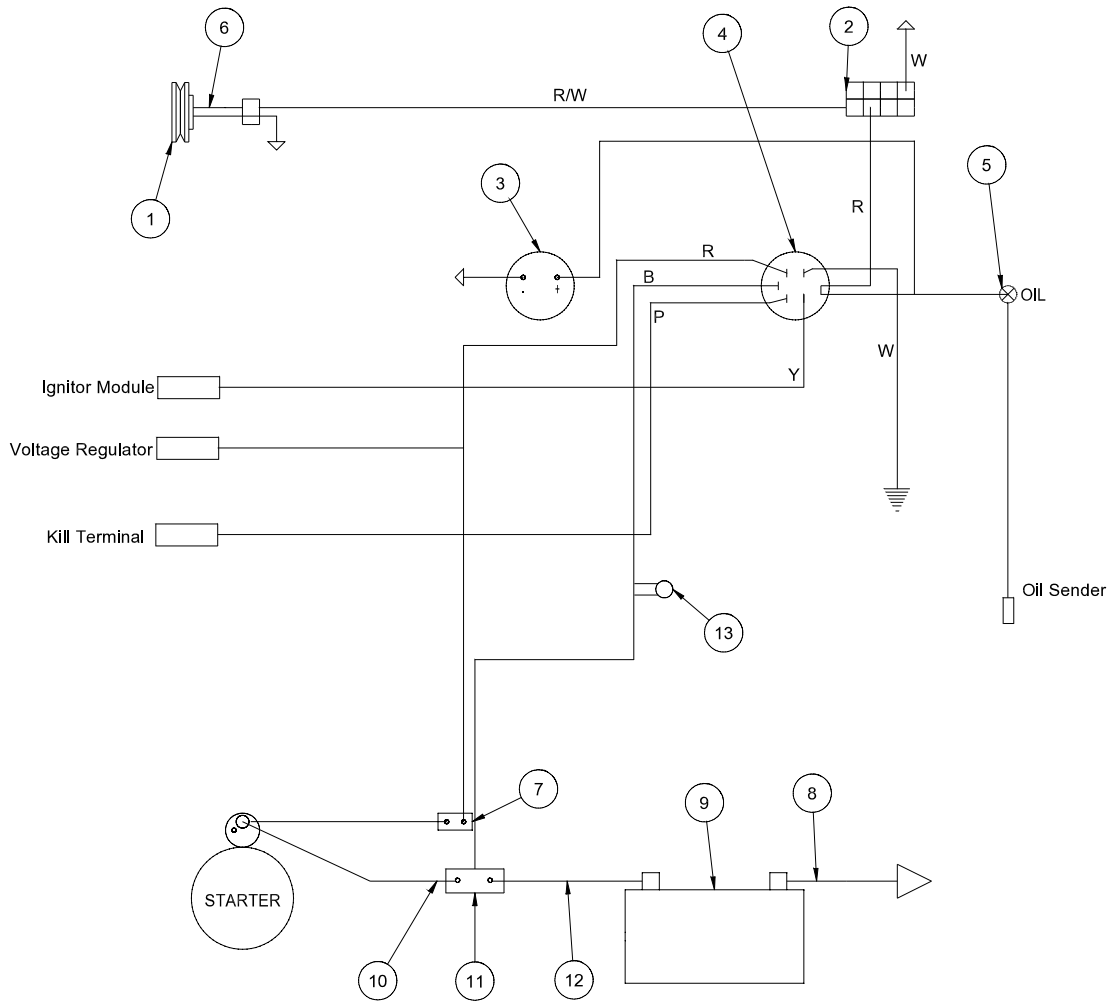 6
2
4
W
R/W
5
3
1
R
R
B
P
- +
OIL
W
Y
Ignitor Module
Voltage Regulator
Kill Terminal
Oil Sender
13
7
9
8
STARTER
10
11
12